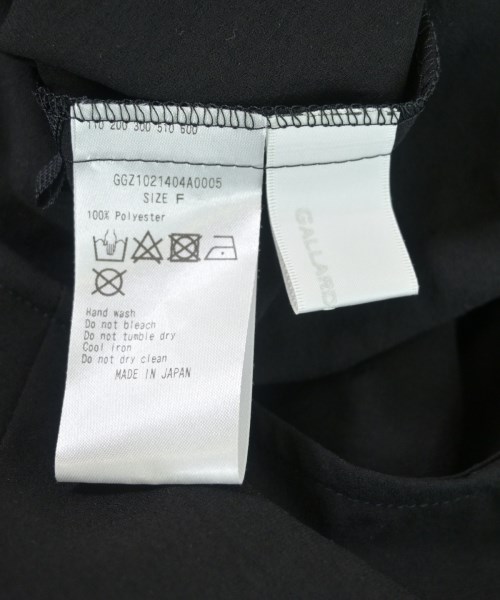 110 200 300 510 600
GGZ1021404A0005
SIZE F
100% Polyester
Hand wash
Do not bleach
Do not tumble dry
Cool iron
Do not dry clean
MADE IN JAPAN